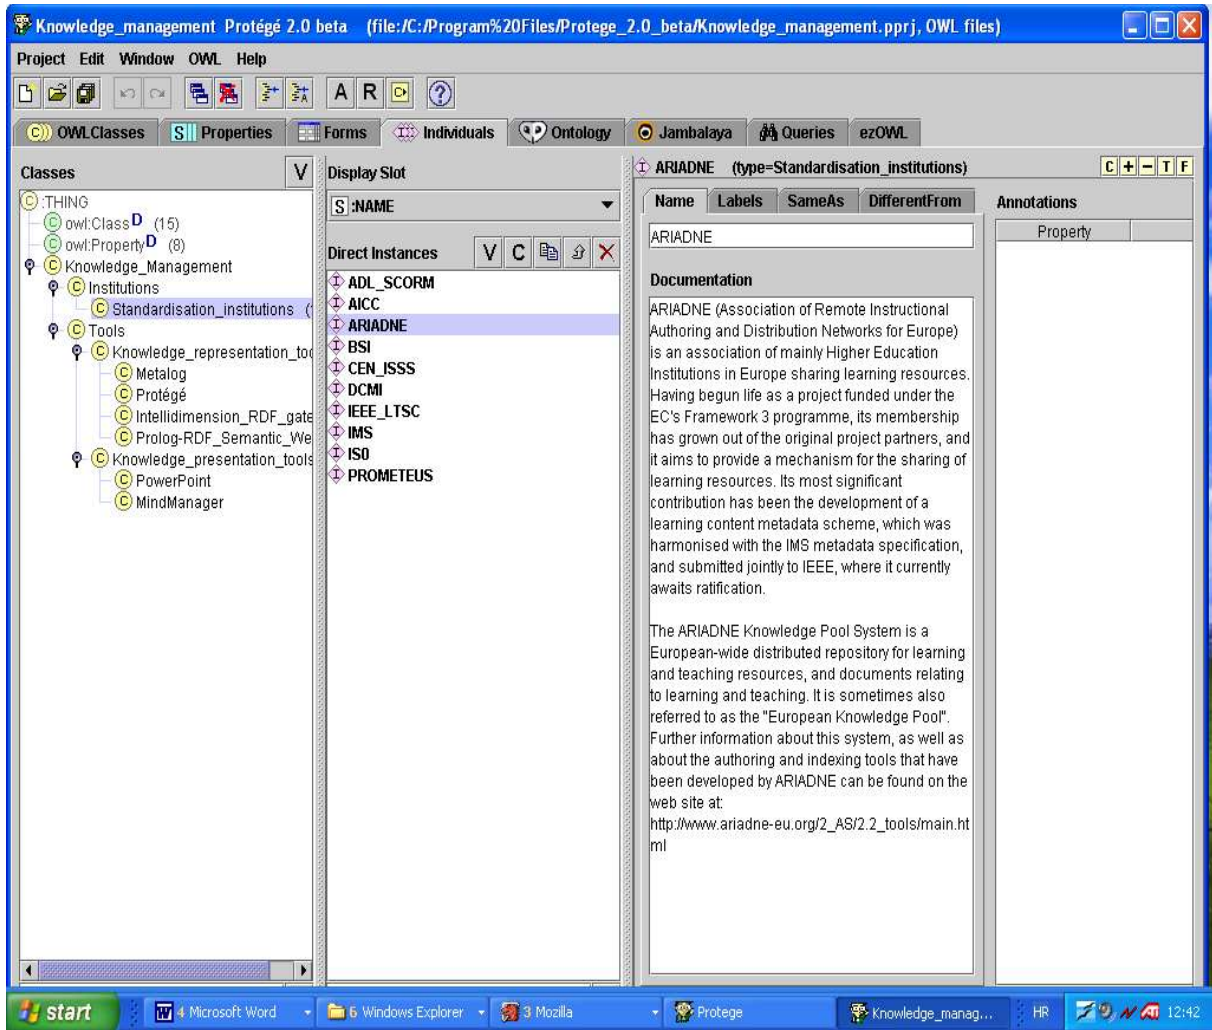 Knowledge_management Protégé 2.0 beta (file:/C:/Program%20Files/Protege_2.0_beta/Knowledge_management.pprj, OWL files)
Project Edit Window OWL Help
A R
OWLClasses Properties Forms Individuals Ontology Jambalaya Queries ezOWL
Classes V
:THING
owl:Class D (15)
owl:Property D (8)
Knowledge_Management
Institutions
Standardisation_institutions (
Tools
Knowledge_representation_too
Metalog
Protégé
Intellidimension_RDF_gate
Prolog-RDF_Semantic_We
Knowledge_presentation_tools
PowerPoint
MindManager
Display Slot
S :NAME
Direct Instances V C
ADL_SCORM
AICC
ARIADNE
BSI
CEN_ISSS
DCMI
IEEE_LTSC
IMS
ISO
PROMETEUS
ARIADNE (type=Standardisation_institutions) C + - T F
Name Labels SameAs DifferentFrom
ARIADNE
Documentation
ARIADNE (Association of Remote Instructional
Authoring and Distribution Networks for Europe)
is an association of mainly Higher Education
Institutions in Europe sharing learning resources.
Having begun life as a project funded under the
EC's Framework 3 programme, its membership
has grown out of the original project partners, and
it aims to provide a mechanism for the sharing of
learning resources. Its most significant
contribution has been the development of a
learning content metadata scheme, which was
harmonised with the IMS metadata specification,
and submitted jointly to IEEE, where it currently
awaits ratification.
The ARIADNE Knowledge Pool System is a
European-wide distributed repository for learning
and teaching resources, and documents relating
to learning and teaching. It is sometimes also
referred to as the "European Knowledge Pool".
Further information about this system, as well as
about the authoring and indexing tools that have
been developed by ARIADNE can be found on the
web site at:
http://www.ariadne-eu.org/2_AS/2.2_tools/main.ht
ml
Annotations
Property
start 4 Microsoft Word 6 Windows Explorer 3 Mozilla Protege Knowledge_manag... HR 12:42